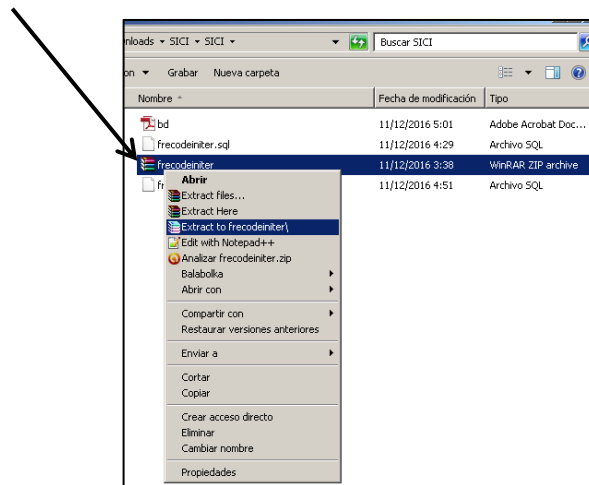 nloads ▾ SICI ▾ SICI ▾ Buscar SICI
on ▾ Grabar Nueva carpeta
Nombre Fecha de modificación Tipo
bd 11/12/2016 5:01 Adobe Acrobat Doc...
frecodeiniter.sql 11/12/2016 4:29 Archivo SQL
frecodeiniter 11/12/2016 3:38 WinRAR ZIP archive
fr 11/12/2016 4:51 Archivo SQL
Abrir
Extract files...
Extract Here
Extract to frecodeiniter\
Edit with Notepad++
Analizar frecodeiniter.zip
Balabolka
Abrir con
Compartir con
Restaurar versiones anteriores
Enviar a
Cortar
Copiar
Crear acceso directo
Eliminar
Cambiar nombre
Propiedades